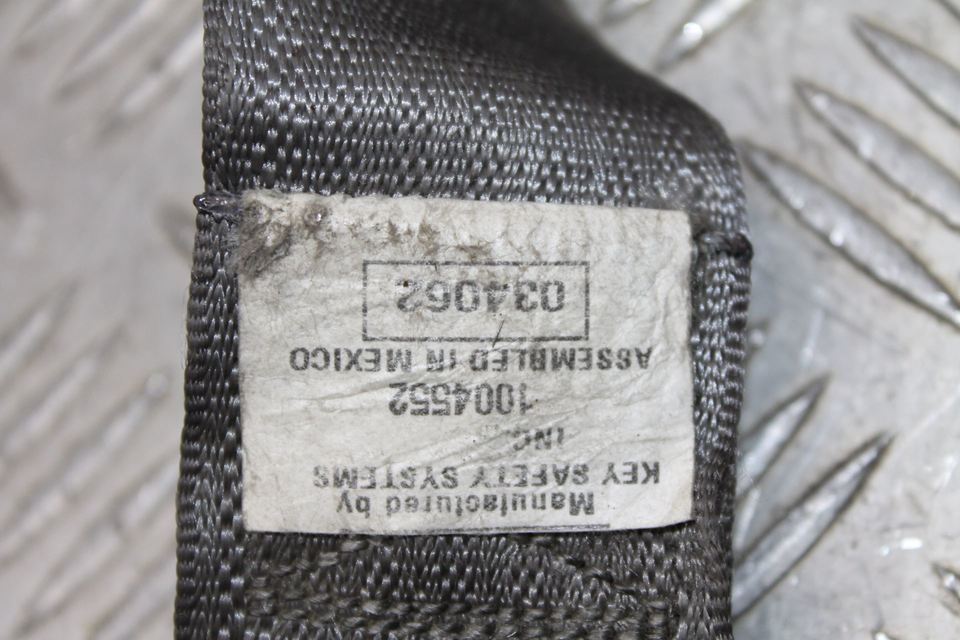 Manufactured by
KEY SAFETY SYSTEMS
INC.
1004552
ASSEMBLED IN MEXICO
034062